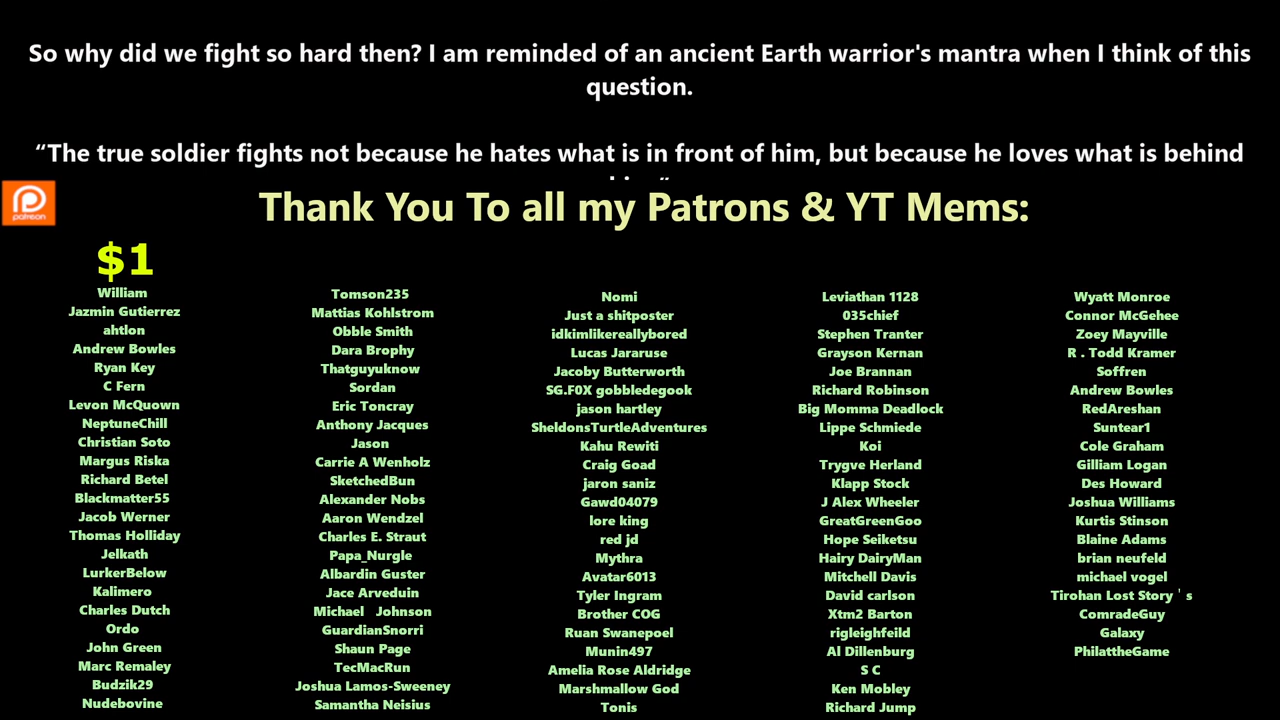 So why did we fight so hard then? I am reminded of an ancient Earth warrior's mantra when I think of this
question.
“The true soldier fights not because he hates what is in front of him, but because he loves what is behind
patreon
Thank You To all my Patrons & YT Mems:
$1
William
Jazmin Gutierrez
ahtlon
Andrew Bowles
Ryan Key
C Fern
Levon McQuown
NeptuneChill
Christian Soto
Margus Riska
Richard Betel
Blackmatter55
Jacob Werner
Thomas Holliday
Jelkath
LurkerBelow
Kalimero
Charles Dutch
Ordo
John Green
Marc Remaley
Budzik29
Nudebovine
Tomson235
Mattias Kohlstrom
Obble Smith
Dara Brophy
Thatguyuknow
Sordan
Eric Toncray
Anthony Jacques
Jason
Carrie A Wenholz
SketchedBun
Alexander Nobs
Aaron Wendzel
Charles E. Straut
Papa_Nurgle
Albardin Guster
Jace Arveduin
Michael Johnson
GuardianSnorri
Shaun Page
TecMacRun
Joshua Lamos-Sweeney
Samantha Neisius
Nomi
Just a shitposter
idkimlikereallybored
Lucas Jararuse
Jacoby Butterworth
SG.F0X gobbledegook
jason hartley
SheldonsTurtleAdventures
Kahu Rewiti
Craig Goad
jaron saniz
Gawd04079
lore king
red jd
Mythra
Avatar6013
Tyler Ingram
Brother COG
Ruan Swanepoel
Munin497
Amelia Rose Aldridge
Marshmallow God
Tonis
Leviathan 1128
035chief
Stephen Tranter
Grayson Kernan
Joe Brannan
Richard Robinson
Big Momma Deadlock
Lippe Schmiede
Koi
Trygve Herland
Klapp Stock
J Alex Wheeler
GreatGreenGoo
Hope Seiketsu
Hairy DairyMan
Mitchell Davis
David carlson
Xtm2 Barton
rigleighfeild
Al Dillenburg
S C
Ken Mobley
Richard Jump
Wyatt Monroe
Connor McGehee
Zoey Mayville
R . Todd Kramer
Soffren
Andrew Bowles
RedAreshan
Suntear1
Cole Graham
Gilliam Logan
Des Howard
Joshua Williams
Kurtis Stinson
Blaine Adams
brian neufeld
michael vogel
Tirohan Lost Story ' s
ComradeGuy
Galaxy
PhilattheGame